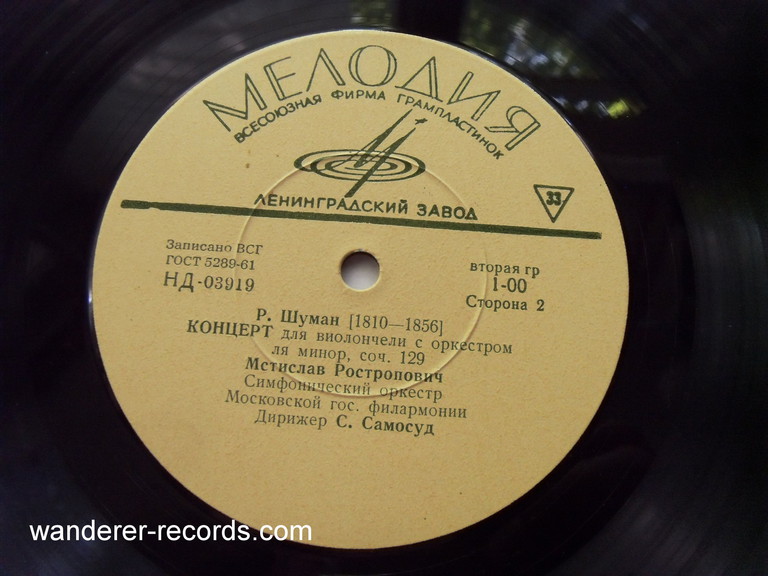 МЕЛОДИЯ
ВСЕСОЮЗНАЯ ФИРМА ГРАМПЛАСТИНОК
ЛЕНИНГРАДСКИЙ ЗАВОД
33
Записано ВСГ
ГОСТ 5289-61
НД-03919
вторая гр
1-00
Сторона 2
Р. Шуман [1810—1856]
КОНЦЕРТ для виолончели с оркестром
ля минор, соч. 129
Мстислав Ростропович
Симфонический оркестр
Московской гос. филармонии
Дирижер С. Самосуд
wanderer-records.com